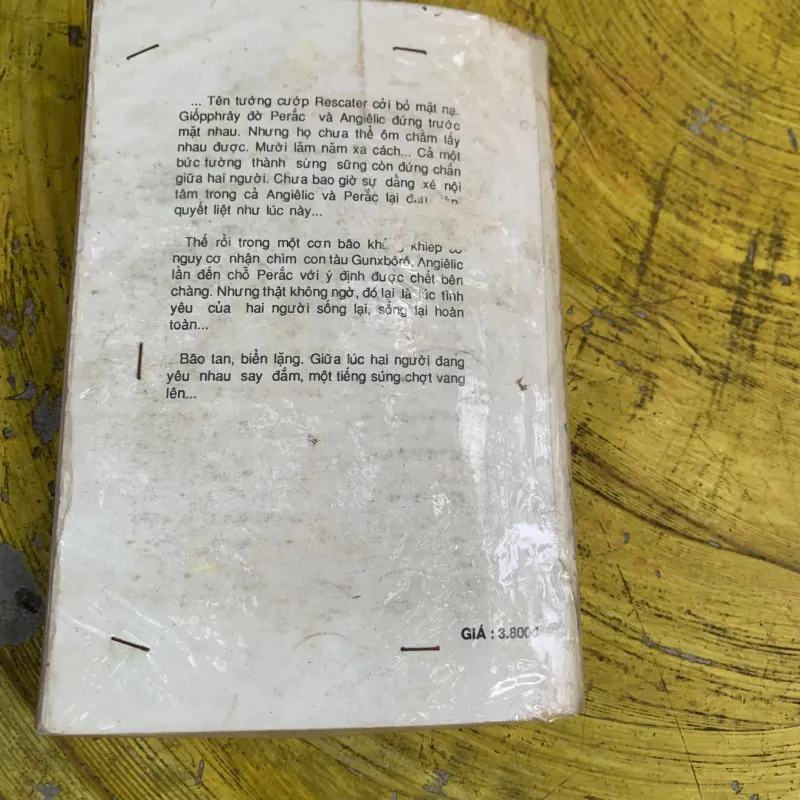 ... Tên tướng cướp Rescater cởi bỏ mặt nạ.
Giốpphrây đờ Perắc và Angiêlic đứng trước
mặt nhau. Nhưng họ chưa thể ôm chầm lấy
nhau được. Mười lăm năm xa cách... Cả một
bức tường thành sừng sững còn đứng chắn
giữa hai người. Chưa bao giờ sự dằng xé nội
tâm trong cả Angiêlic và Perắc lại
quyết liệt như lúc này...
Thế rồi trong một cơn bão khiếp
nguy cơ nhận chìm con tàu Gunxbôrô, Angiêlic
lần đến chỗ Perắc với ý định được chết bên
chàng. Nhưng thật không ngờ, đó lại là lúc tình
yêu của hai người sống lại, sống lại hoàn
toàn...
Bão tan, biển lặng. Giữa lúc hai người đang
yêu nhau say đắm, một tiếng súng chợt vang
lên...
GIÁ : 3.800đ